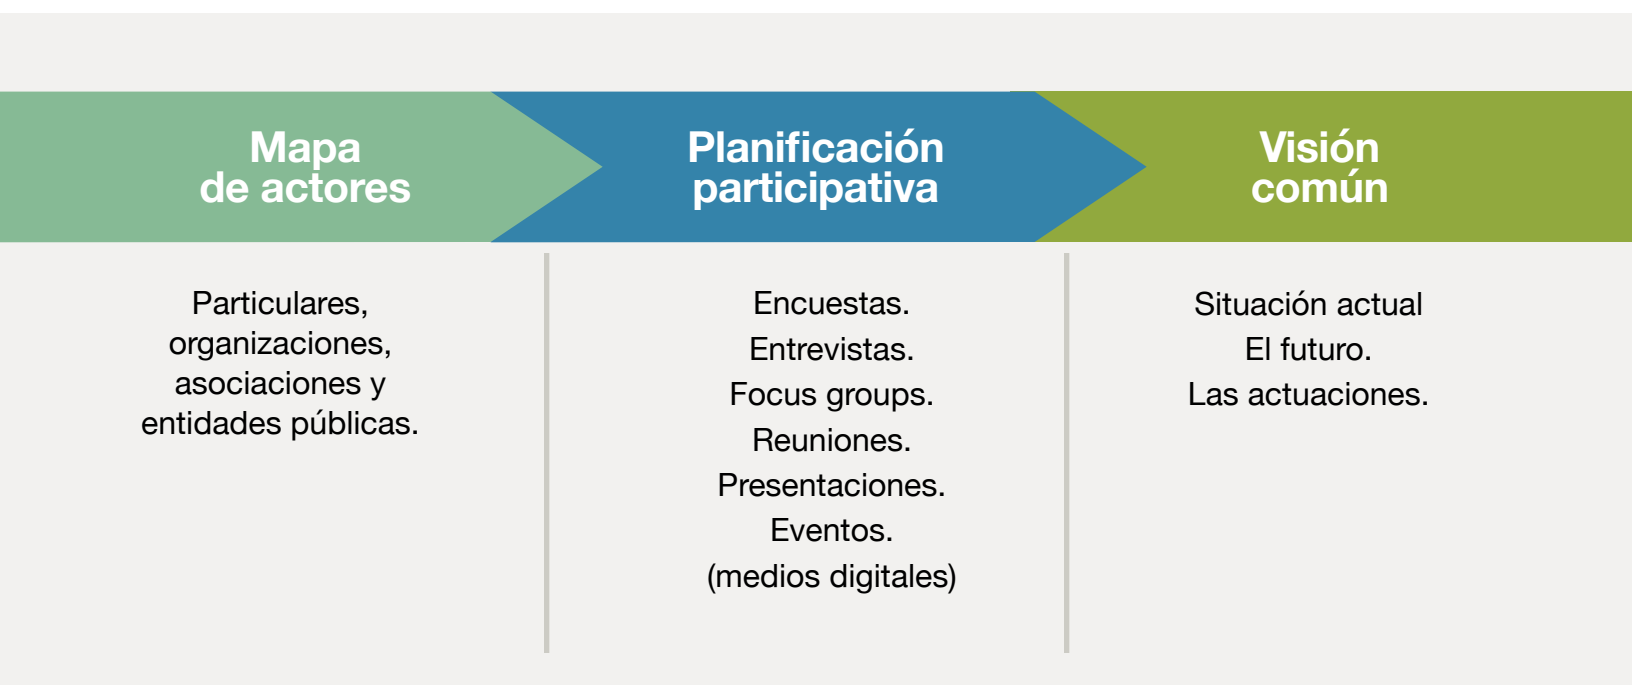 Mapa
de actores
Planificación
participativa
Visión
común
Particulares,
organizaciones,
asociaciones y
entidades públicas.
Encuestas.
Entrevistas.
Focus groups.
Reuniones.
Presentaciones.
Eventos.
(medios digitales)
Situación actual
El futuro.
Las actuaciones.